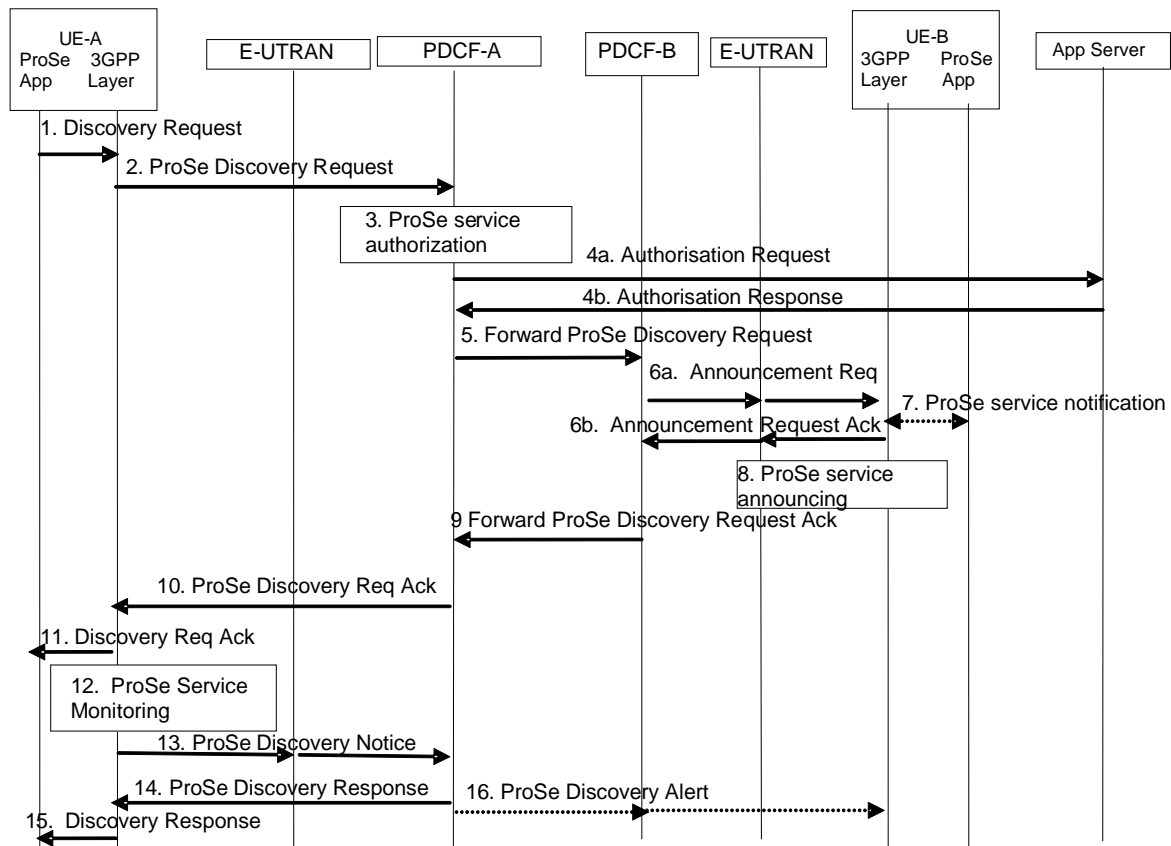 UE-A
ProSe 3GPP
App Layer
E-UTRAN
PDCF-A
PDCF-B
E-UTRAN
UE-B
3GPP ProSe
Layer App
App Server
1. Discovery Request
2. ProSe Discovery Request
3. ProSe service
authorization
4a. Authorisation Request
4b. Authorisation Response
5. Forward ProSe Discovery Request
6a. Announcement Req
7. ProSe service notification
6b. Announcement Request Ack
8. ProSe service
announcing
9 Forward ProSe Discovery Request Ack
10. ProSe Discovery Req Ack
11. Discovery Req Ack
12. ProSe Service
Monitoring
13. ProSe Discovery Notice
14. ProSe Discovery Response
16. ProSe Discovery Alert
15. Discovery Response